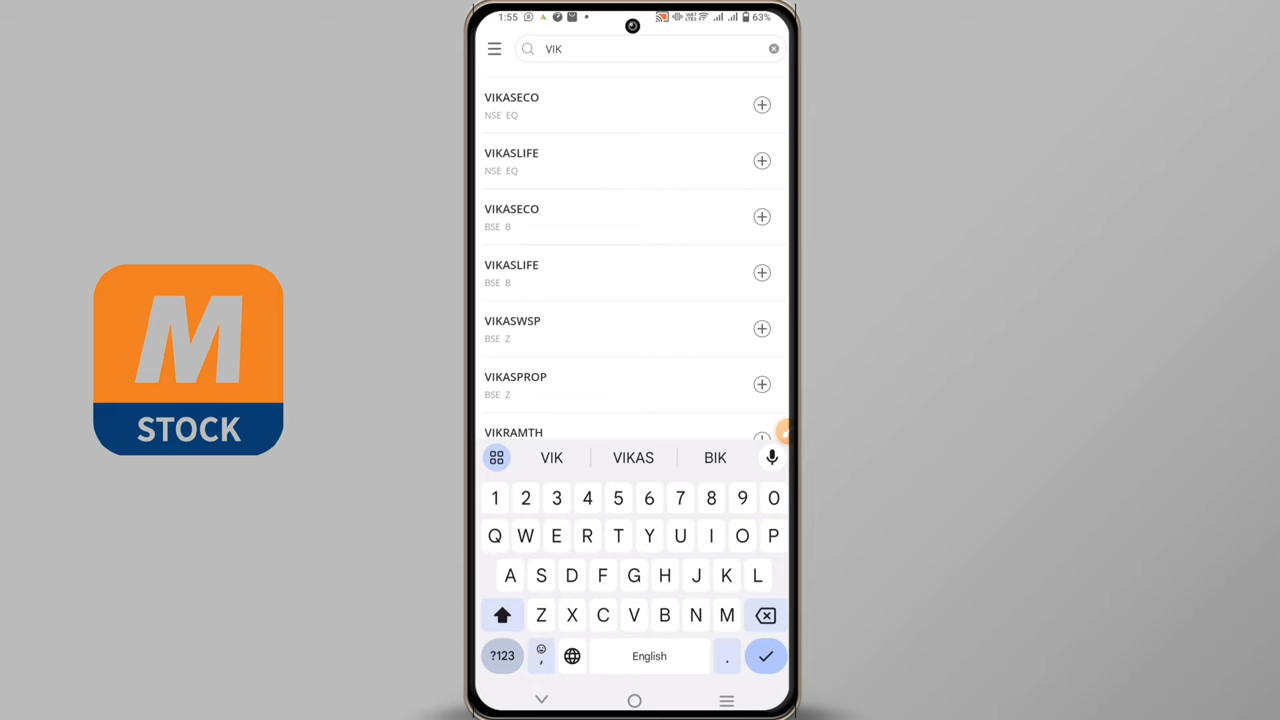 1:55
63%
VIK
VIKASECO
NSE EQ
VIKASLIFE
NSE EQ
VIKASECO
BSE B
VIKASLIFE
BSE B
VIKASWSP
BSE Z
VIKASPROP
BSE Z
VIKRAMTH
M
STOCK
VIK VIKAS BIK
1 2 3 4 5 6 7 8 9 0
Q W E R T Y U I O P
A S D F G H J K L
Z X C V B N M
?123 , English .